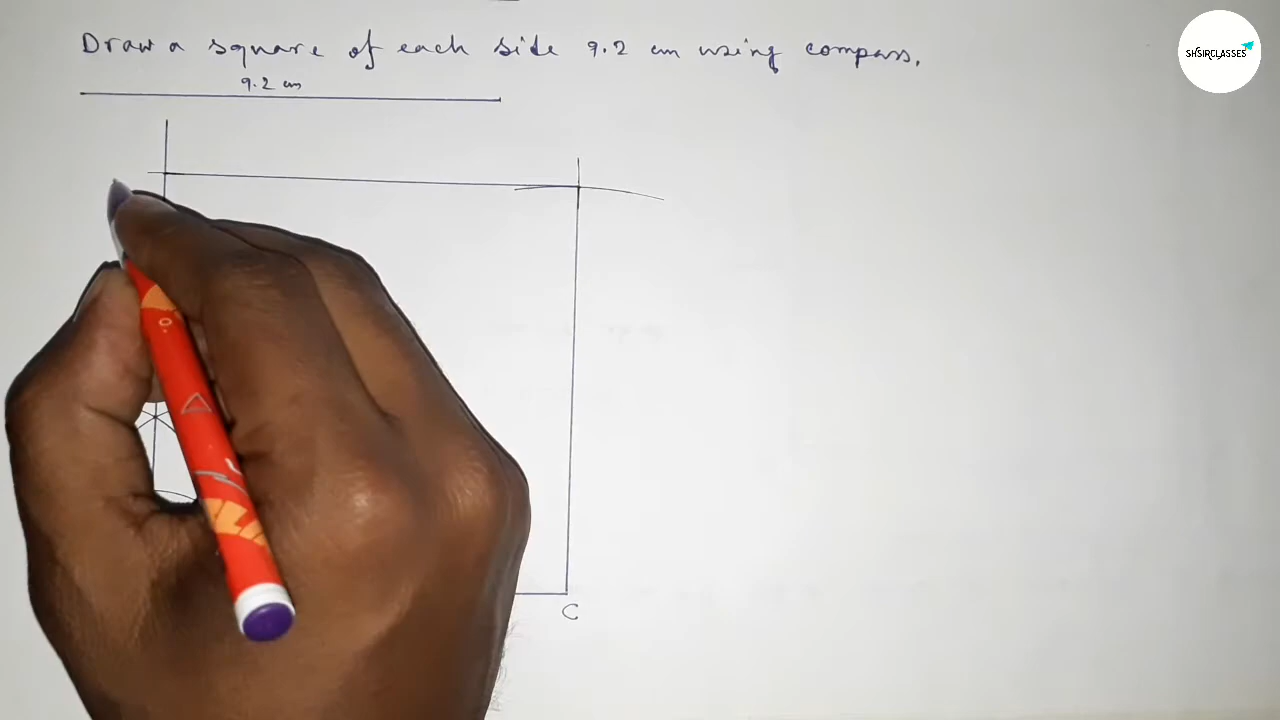 Draw a square of each side 9.2 cm using compass.
9.2 cm
SHSIRCLASSES
C